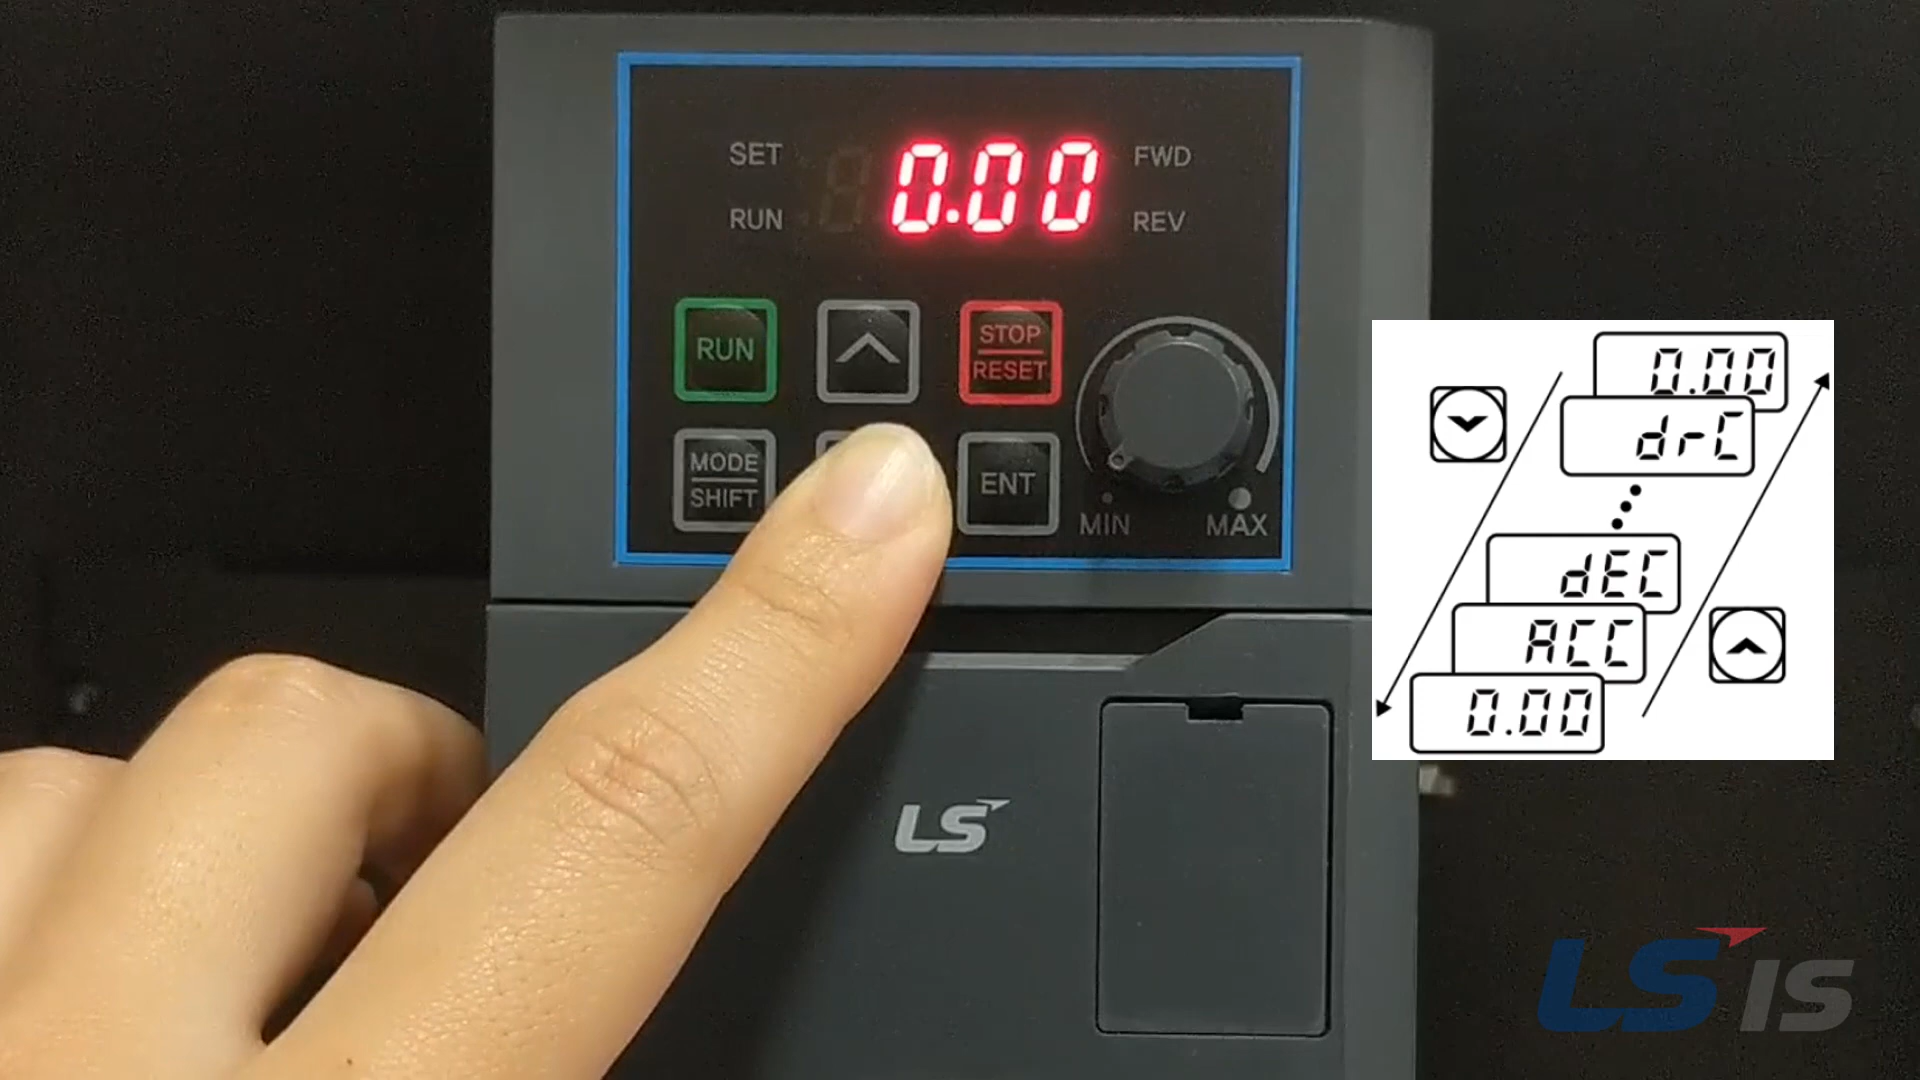 SET
0.00
FWD
RUN
REV
RUN
STOP
RESET
MODE
SHIFT
ENT
MIN
MAX
LS
0.00
drC
dEC
ACC
0.00
LS IS